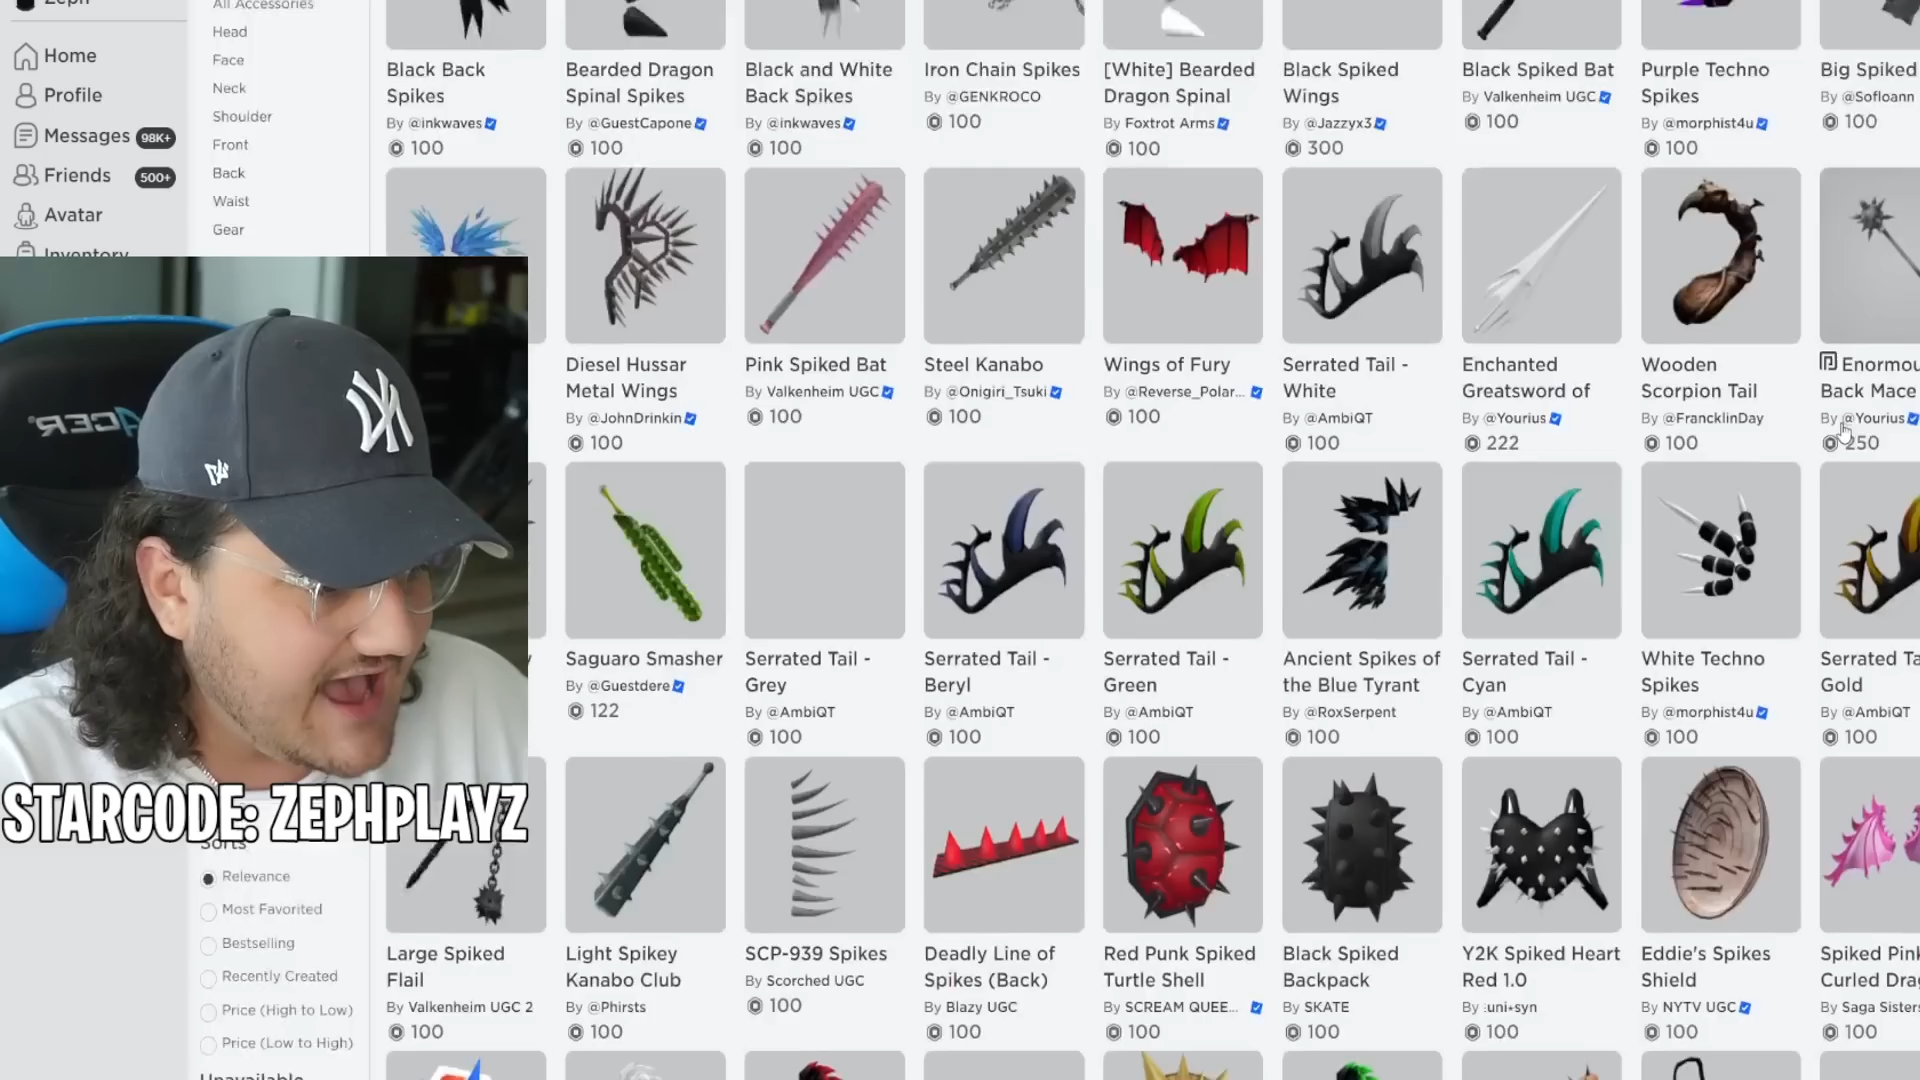 Zeph
Home
Profile
Messages 98K+
Friends 500+
Avatar
Inventory
All Accessories
Head
Face
Neck
Shoulder
Front
Back
Waist
Gear
Black Back
Spikes
By @inkwaves
100
Bearded Dragon
Spinal Spikes
By @GuestCapone
100
Black and White
Back Spikes
By @inkwaves
100
Iron Chain Spikes
By @GENKROCO
100
[White] Bearded
Dragon Spinal
By Foxtrot Arms
100
Black Spiked
Wings
By @Jazzyx3
300
Black Spiked Bat
By Valkenheim UGC
100
Purple Techno
Spikes
By @morphist4u
100
Big Spiked
By @Sofloann
100
Diesel Hussar
Metal Wings
By @JohnDrinkin
100
Pink Spiked Bat
By Valkenheim UGC
100
Steel Kanabo
By @Onigiri_Tsuki
100
Wings of Fury
By @Reverse_Polar...
100
Serrated Tail -
White
By @AmbiQT
100
Enchanted
Greatsword of
By @Yourius
222
Wooden
Scorpion Tail
By @FrancklinDay
100
Enormou
Back Mace
By @Yourius
250
Saguaro Smasher
By @Guestdere
122
Serrated Tail -
Grey
By @AmbiQT
100
Serrated Tail -
Beryl
By @AmbiQT
100
Serrated Tail -
Green
By @AmbiQT
100
Ancient Spikes of
the Blue Tyrant
By @RoxSerpent
100
Serrated Tail -
Cyan
By @AmbiQT
100
White Techno
Spikes
By @morphist4u
100
Serrated Ta
Gold
By @AmbiQT
100
STARCODE: ZEPHPLAYZ
Sorts
Relevance
Most Favorited
Bestselling
Recently Created
Price (High to Low)
Price (Low to High)
Unavailable
Large Spiked
Flail
By Valkenheim UGC 2
100
Light Spikey
Kanabo Club
By @Phirsts
100
SCP-939 Spikes
By Scorched UGC
100
Deadly Line of
Spikes (Back)
By Blazy UGC
100
Red Punk Spiked
Turtle Shell
By SCREAM QUEE...
100
Black Spiked
Backpack
By SKATE
100
Y2K Spiked Heart
Red 1.0
By :uni⋆syn
100
Eddie's Spikes
Shield
By NYTV UGC
100
Spiked Pink
Curled Drag
By Saga Sisters
100